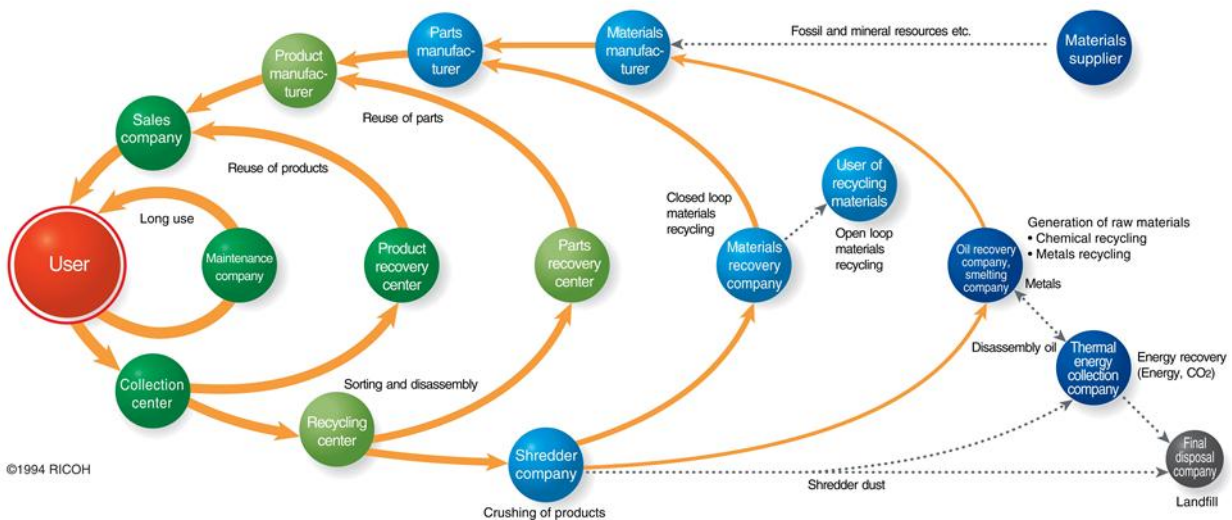 Parts
manufac-
turer
Materials
manufac-
turer
Fossil and mineral resources etc.
Materials
supplier
Product
manufac-
turer
Sales
company
Reuse of parts
Reuse of products
User of
recycling
materials
Long use
Closed loop
materials
recycling
Open loop
materials
recycling
Generation of raw materials
• Chemical recycling
• Metals recycling
User
Maintenance
company
Product
recovery
center
Parts
recovery
center
Materials
recovery
company
Oil recovery
company,
smelting
company
Metals
Disassembly oil
Thermal
energy
collection
company
Energy recovery
(Energy, CO2)
Collection
center
Sorting and disassembly
Recycling
center
Shredder
company
Crushing of products
Shredder dust
Final
disposal
company
Landfill
©1994 RICOH